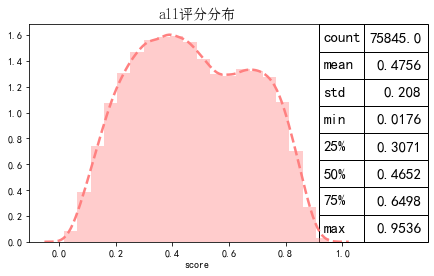 all评分分布
1.6
1.4
1.2
1.0
0.8
0.6
0.4
0.2
0.0
0.0 0.2 0.4 0.6 0.8 1.0
score
count 75845.0
mean 0.4756
std 0.208
min 0.0176
25% 0.3071
50% 0.4652
75% 0.6498
max 0.9536